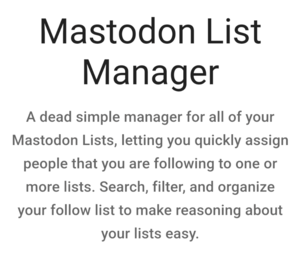 Mastodon List
Manager
A dead simple manager for all of your
Mastodon Lists, letting you quickly assign
people that you are following to one or
more lists. Search, filter, and organize
your follow list to make reasoning about
your lists easy.